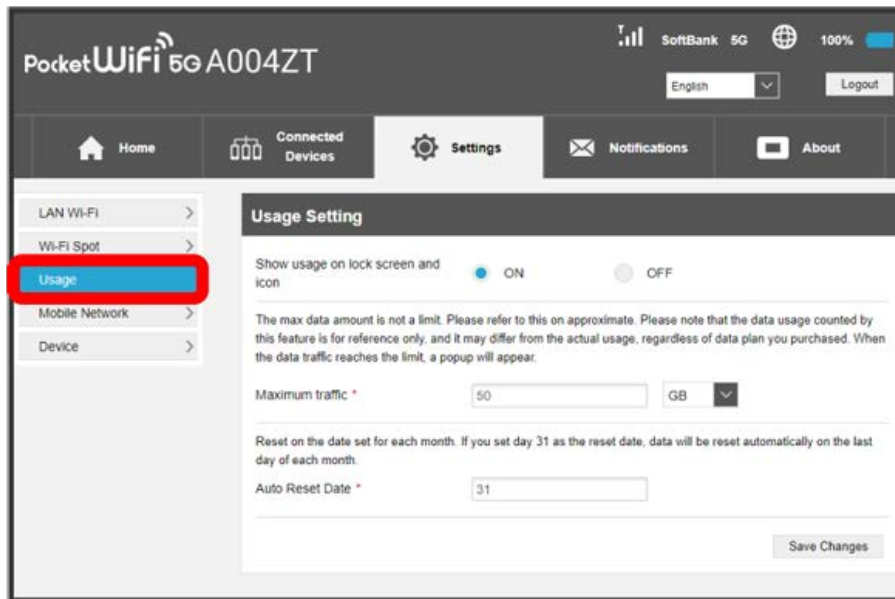 SoftBank 5G 100%
Pocket WiFi 5G A004ZT
English Logout
Home
Connected
Devices
Settings
Notifications
About
LAN Wi-Fi
Wi-Fi Spot
Usage
Mobile Network
Device
Usage Setting
Show usage on lock screen and
icon
ON OFF
The max data amount is not a limit. Please refer to this on approximate. Please note that the data usage counted by
this feature is for reference only, and it may differ from the actual usage, regardless of data plan you purchased. When
the data traffic reaches the limit, a popup will appear.
Maximum traffic * 50 GB
Reset on the date set for each month. If you set day 31 as the reset date, data will be reset automatically on the last
day of each month.
Auto Reset Date * 31
Save Changes